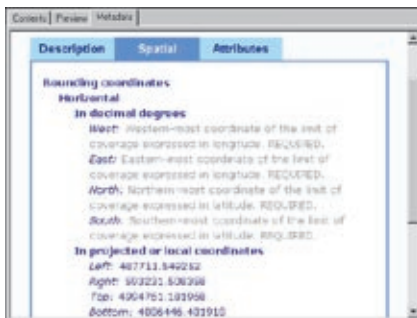 Contents Preview Metadata
Description Spatial Attributes
Bounding coordinates
Horizontal
In decimal degrees
West: Western-most coordinate of the limit of
coverage expressed in longitude. REQUIRED.
East: Eastern-most coordinate of the limit of
coverage expressed in longitude. REQUIRED.
North: Northern-most coordinate of the limit of
coverage expressed in latitude. REQUIRED.
South: Southern-most coordinate of the limit of
coverage expressed in latitude. REQUIRED.
In projected or local coordinates
Left:
Right:
Top:
Bottom: